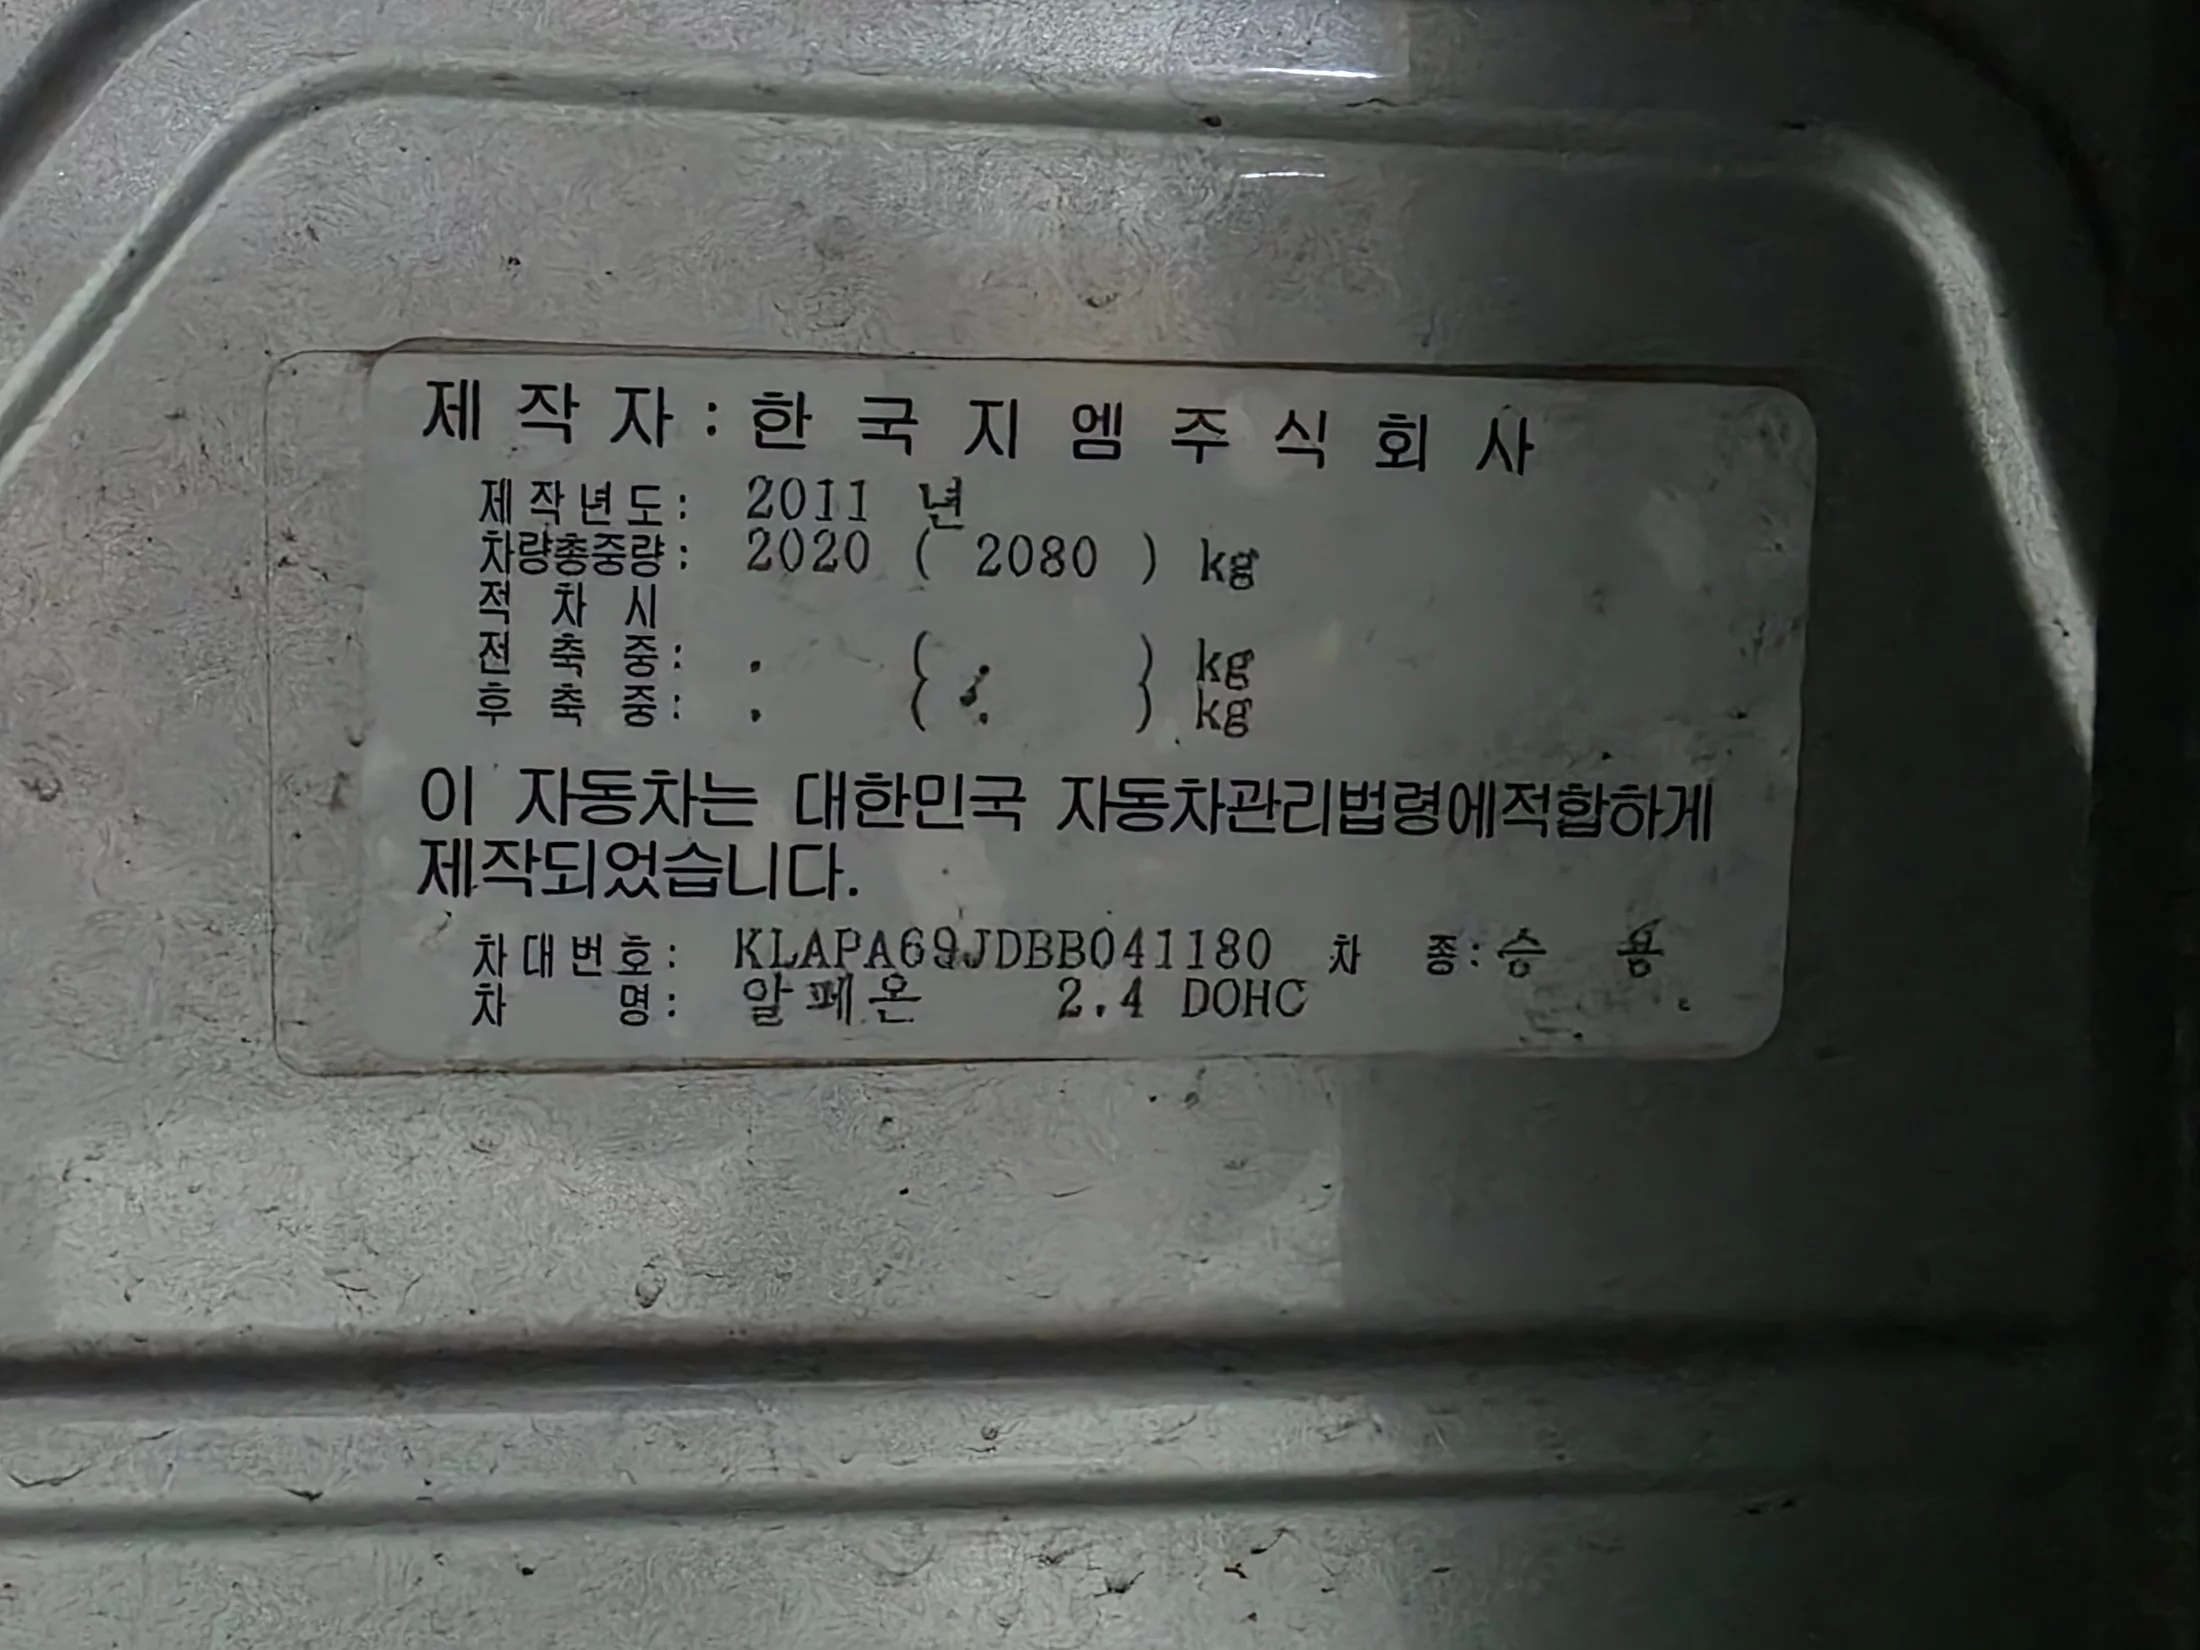 제 작 자 : 한 국 지 엠 주 식 회 사
제작년도 : 2011 년
차량총중량 : 2020 ( 2080 ) kg
적 차 시
전 축 중 : . ( . ) kg
후 축 중 : . ( . ) kg
이 자동차는 대한민국 자동차관리법령에적합하게
제작되었습니다.
차대번호 : KLAPA69JDBB041180 차 종 : 승 용
차 명 : 알페온 2.4 DOHC